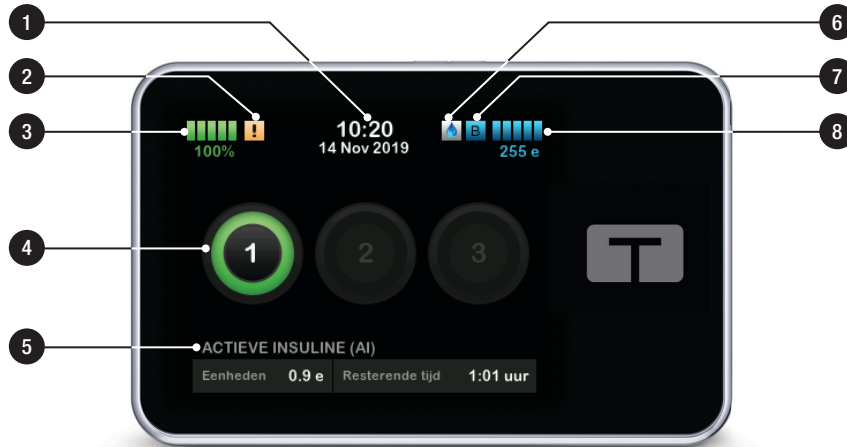 1
6
2
7
3
8
! 10:20 B
100% 14 Nov 2019 255 e
4
1 2 3
T
5
ACTIEVE INSULINE (AI)
Eenheden 0.9 e Resterende tijd 1:01 uur